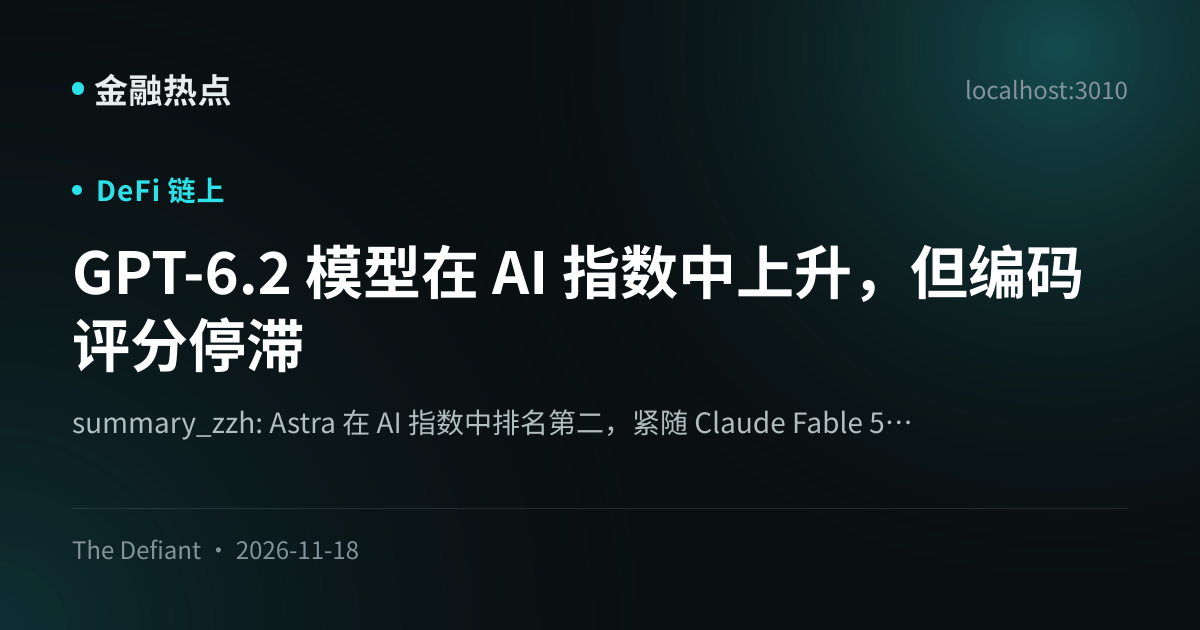 金融热点
localhost:3010
DeFi 链上
GPT-6.2 模型在 AI 指数中上升，但编码
评分停滞
summary_zzh: Astra 在 AI 指数中排名第二，紧随 Claude Fable 5…
The Defiant • 2026-11-18